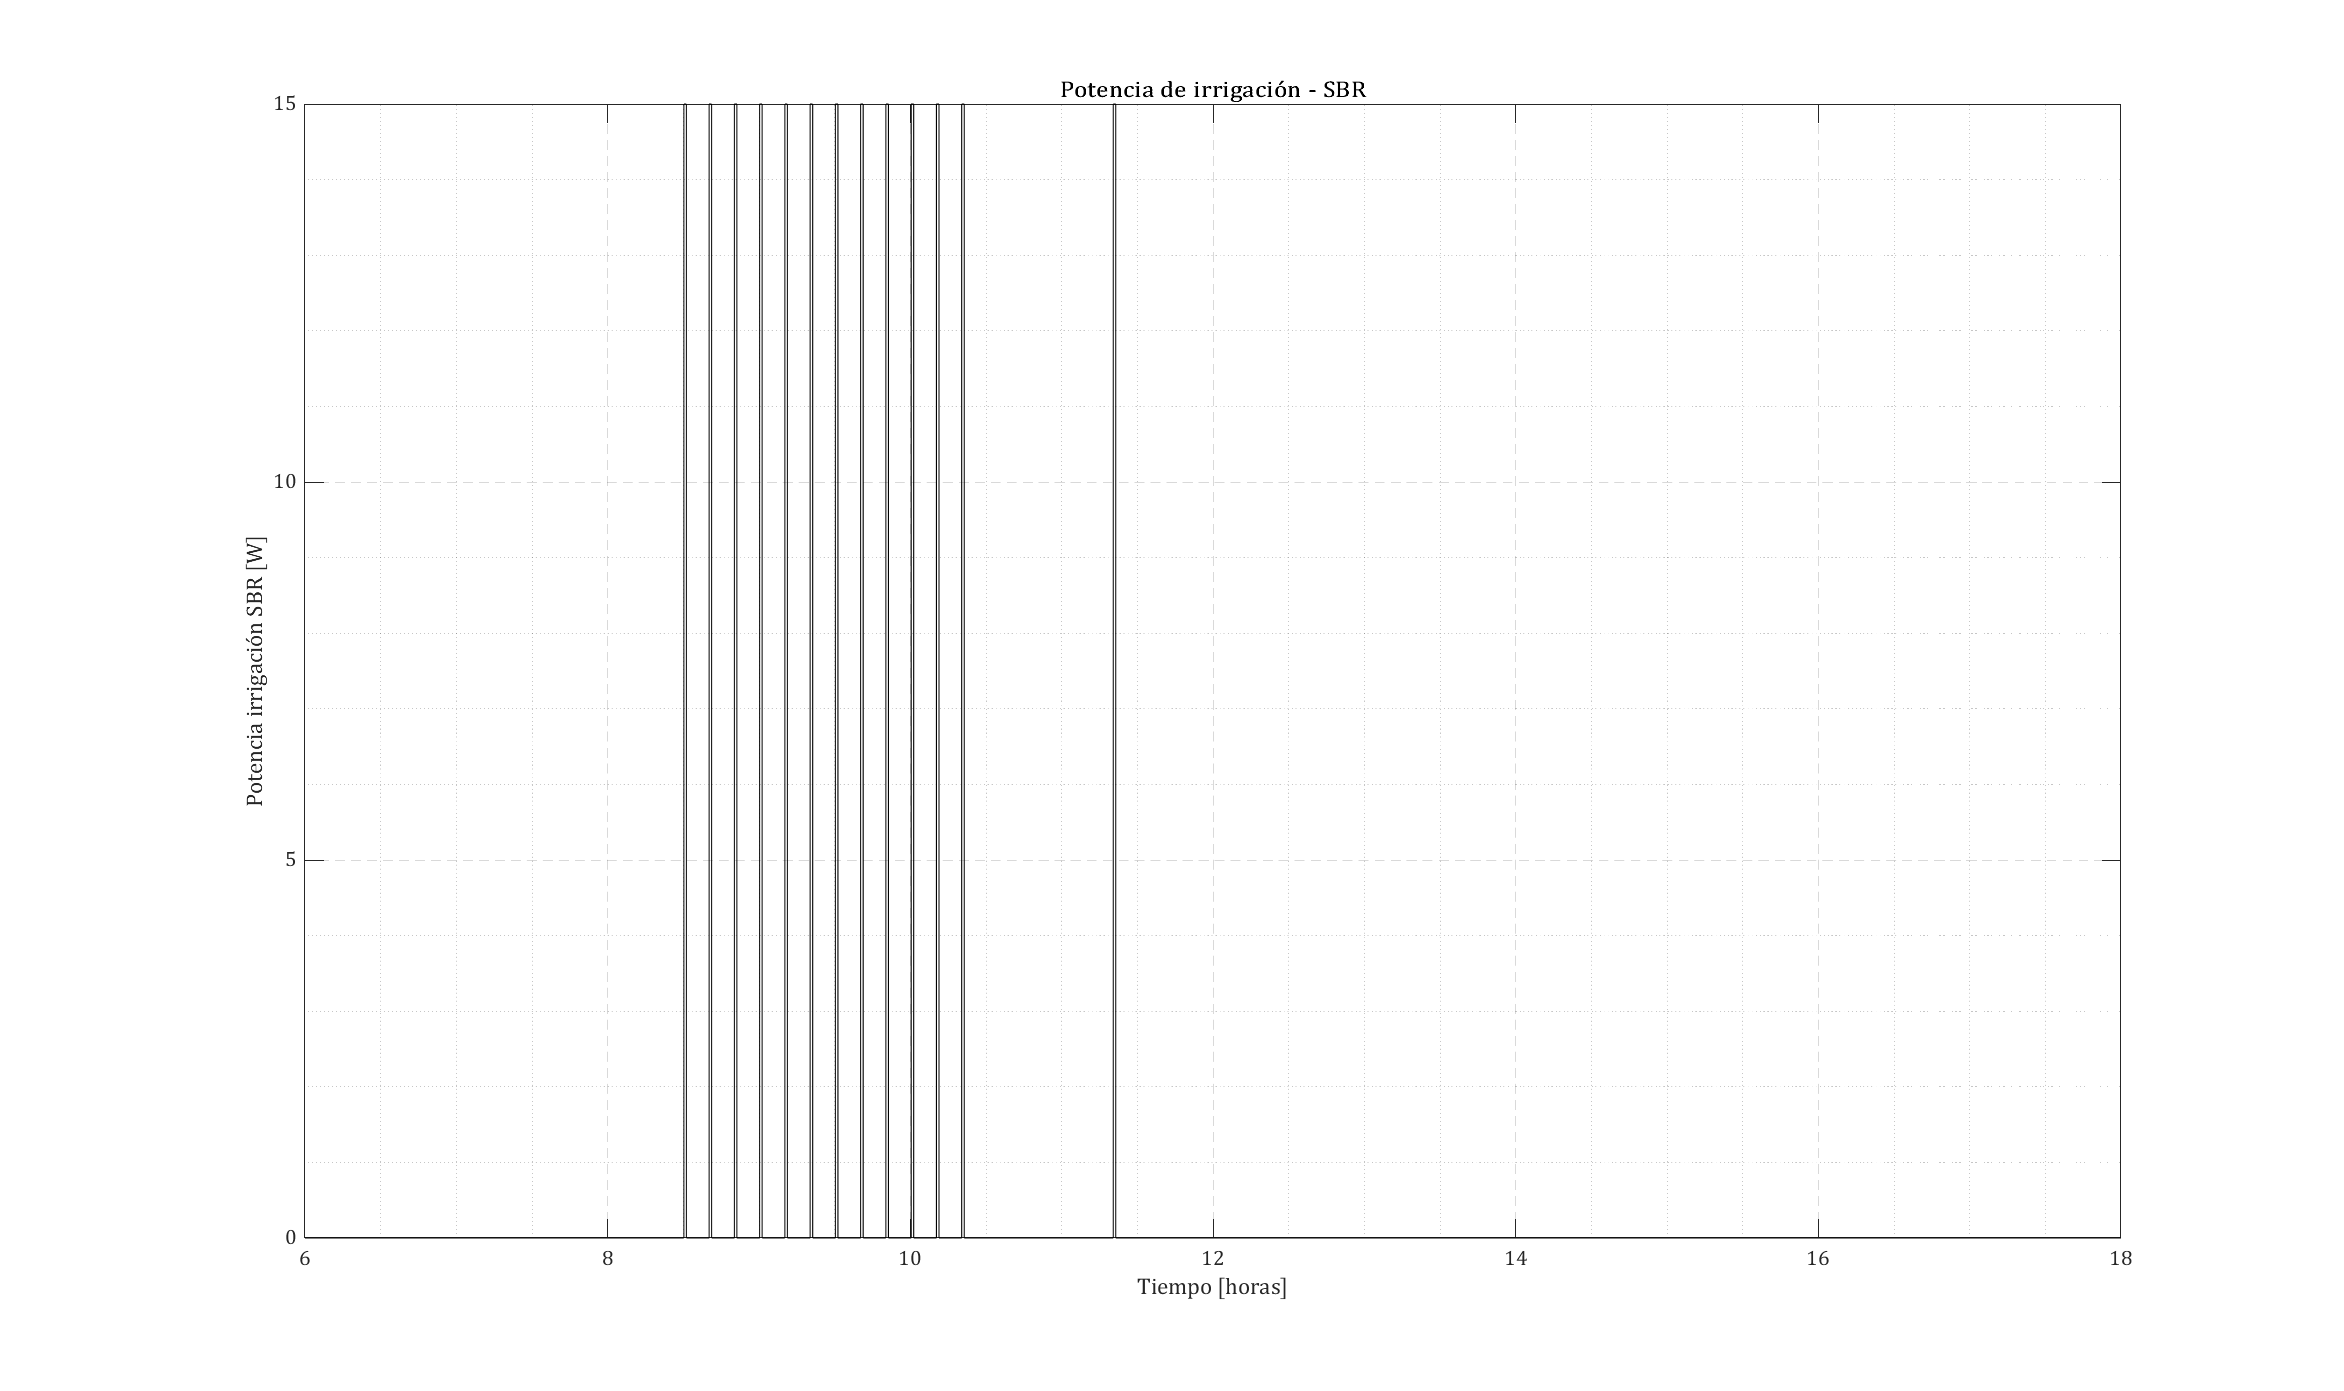 Potencia de irrigación - SBR
15
10
5
0
Potencia irrigación SBR [W]
6 8 10 12 14 16 18
Tiempo [horas]